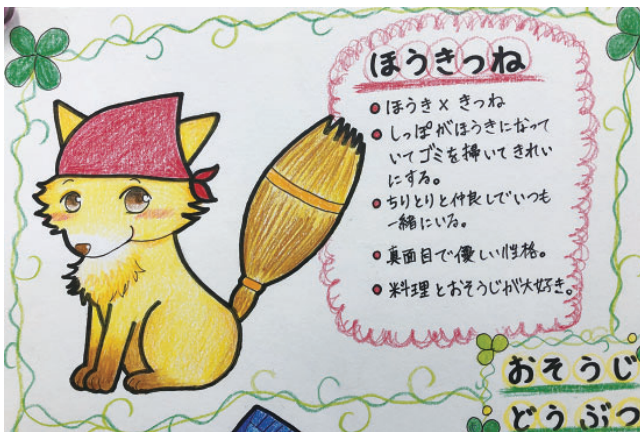 ほうきつね
●ほうき×きつね
●しっぽがほうきになって
いてゴミを掃いてきれい
にする。
●ちりとりと仲良しでいつも
一緒にいる。
●真面目で優しい性格。
●料理とおそうじが大好き。
おそうじ
どうぶつ